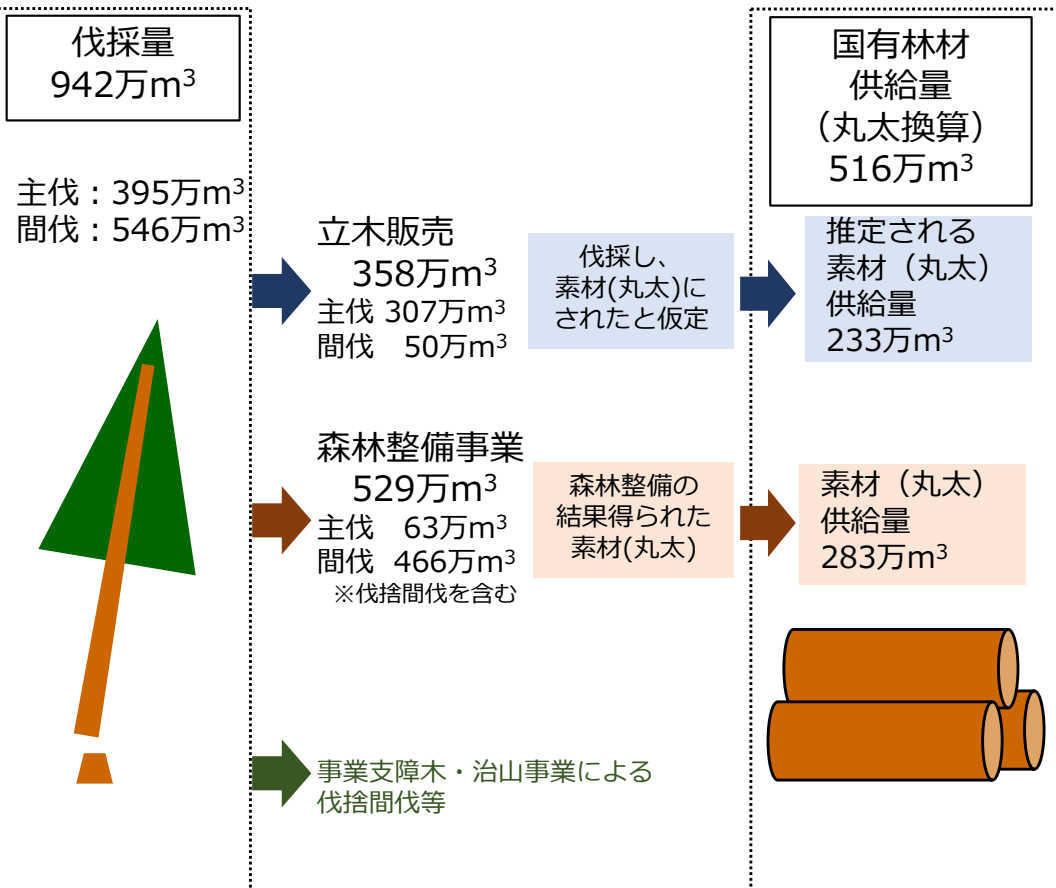 伐採量
942万m³
主伐：395万m³
間伐：546万m³
立木販売
358万m³
主伐 307万m³
間伐 50万m³
伐採し、
素材(丸太)に
されたと仮定
森林整備事業
529万m³
主伐 63万m³
間伐 466万m³
※伐捨間伐を含む
森林整備の
結果得られた
素材(丸太)
事業支障木・治山事業による
伐捨間伐等
国有林材
供給量
（丸太換算）
516万m³
推定される
素材（丸太）
供給量
233万m³
素材（丸太）
供給量
283万m³